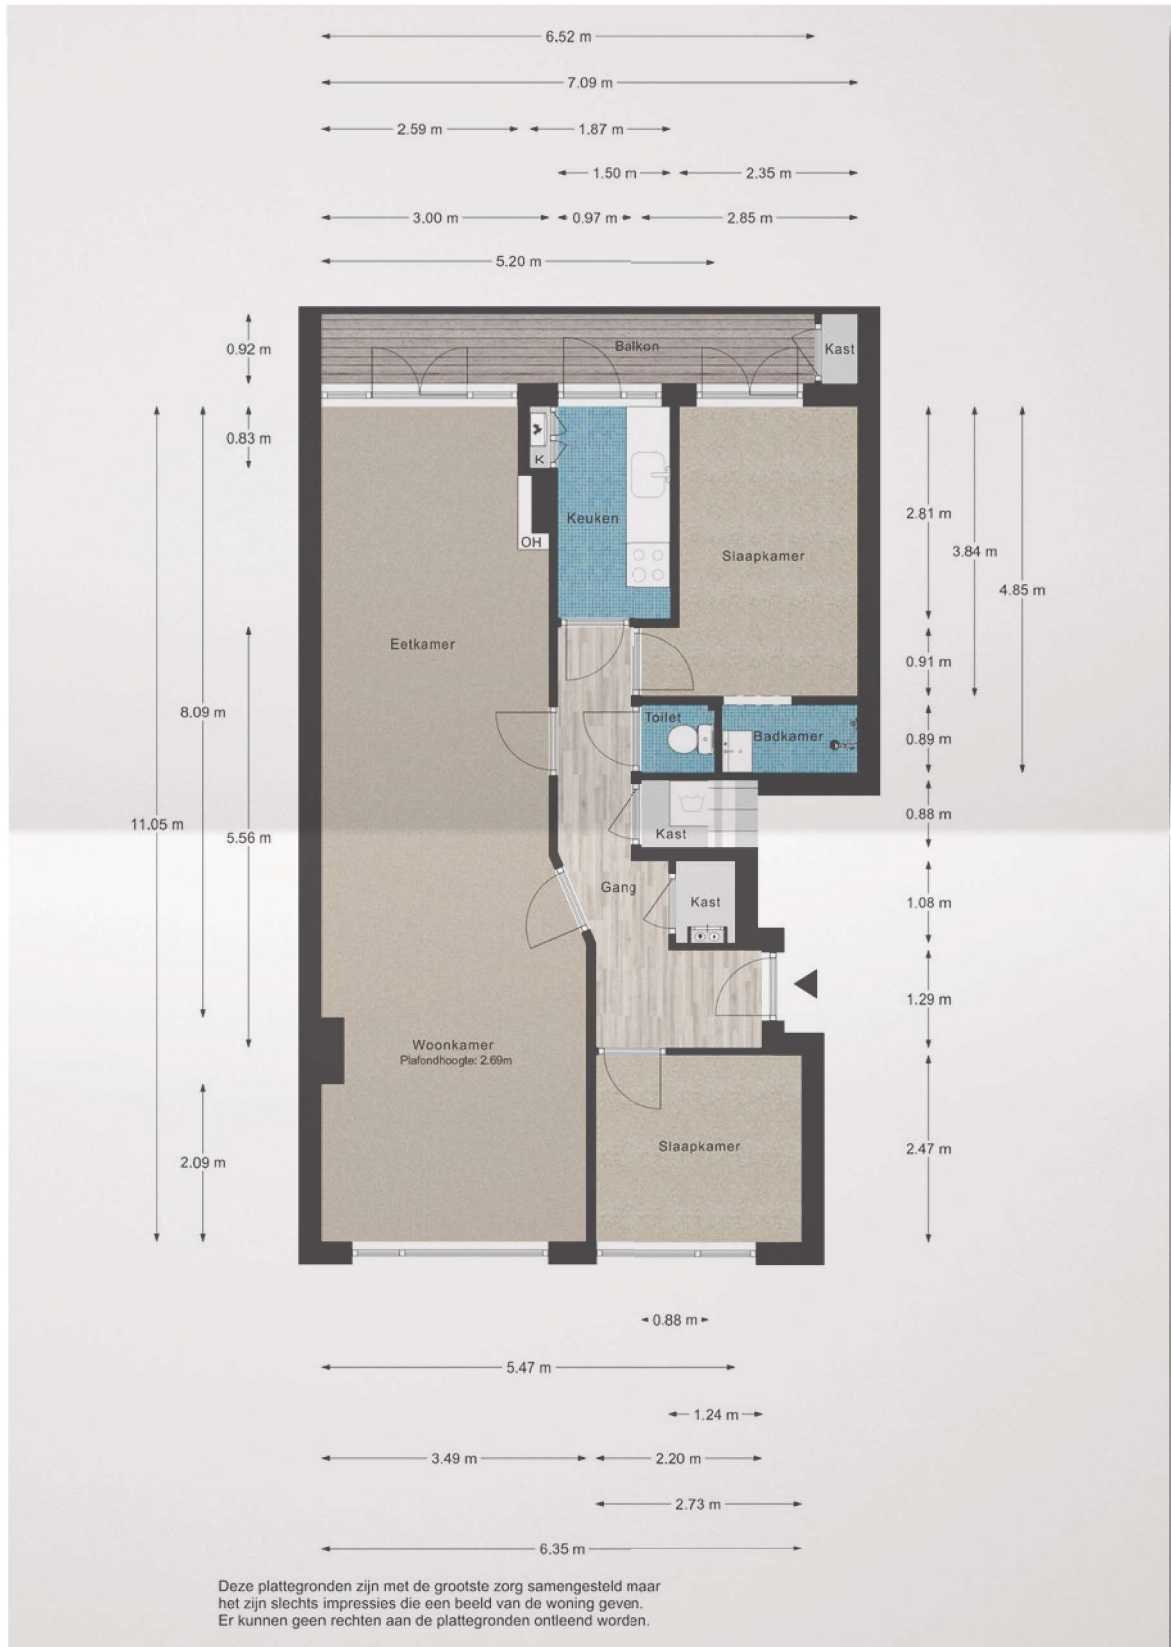 6.52 m
7.09 m
2.59 m
1.87 m
1.50 m
2.35 m
3.00 m
0.97 m
2.85 m
5.20 m
0.92 m
Balkon
Kast
0.83 m
K
OH
Keuken
2.81 m
Slaapkamer
3.84 m
4.85 m
Eetkamer
0.91 m
8.09 m
Toilet
Badkamer
0.89 m
11.05 m
5.56 m
Kast
0.88 m
Gang
Kast
1.08 m
1.29 m
Woonkamer
Plafondhoogte: 2.69m
Slaapkamer
2.47 m
2.09 m
0.88 m
5.47 m
1.24 m
3.49 m
2.20 m
2.73 m
6.35 m
Deze plattegronden zijn met de grootste zorg samengesteld maar
het zijn slechts impressies die een beeld van de woning geven.
Er kunnen geen rechten aan de plattegronden ontleend worden.